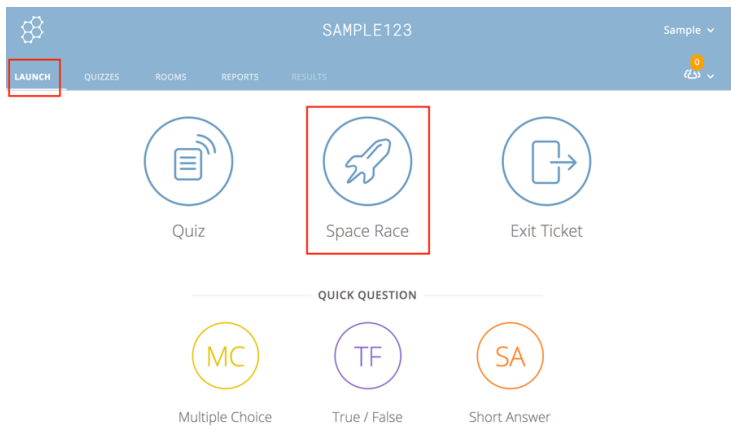 SAMPLE123
Sample
0
LAUNCH QUIZZES ROOMS REPORTS RESULTS
Quiz Space Race Exit Ticket
QUICK QUESTION
MC TF SA
Multiple Choice True / False Short Answer